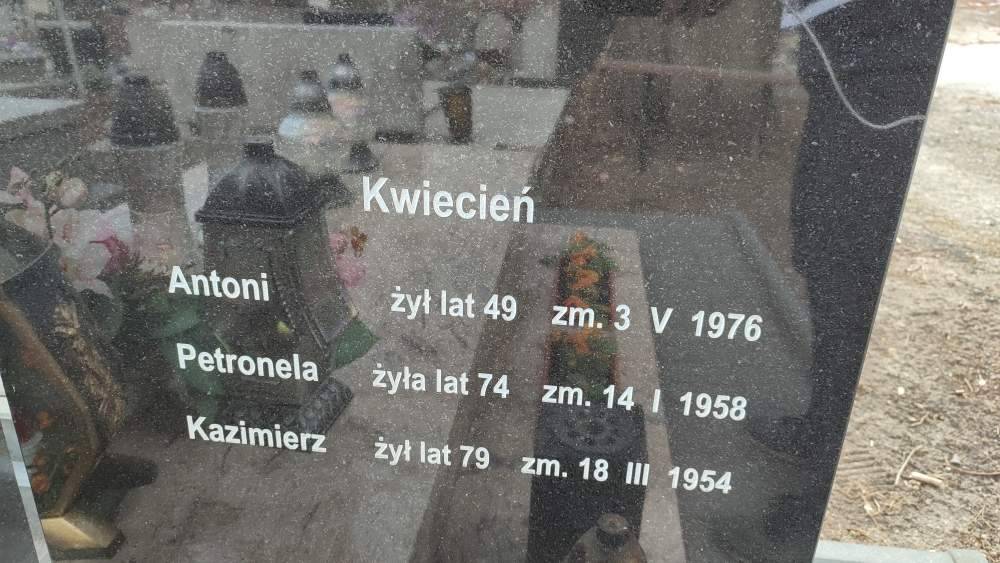 Kwiecień
Antoni żył lat 49 zm. 3 V 1976
Petronela żyła lat 74 zm. 14 I 1958
Kazimierz żył lat 79 zm. 18 III 1954